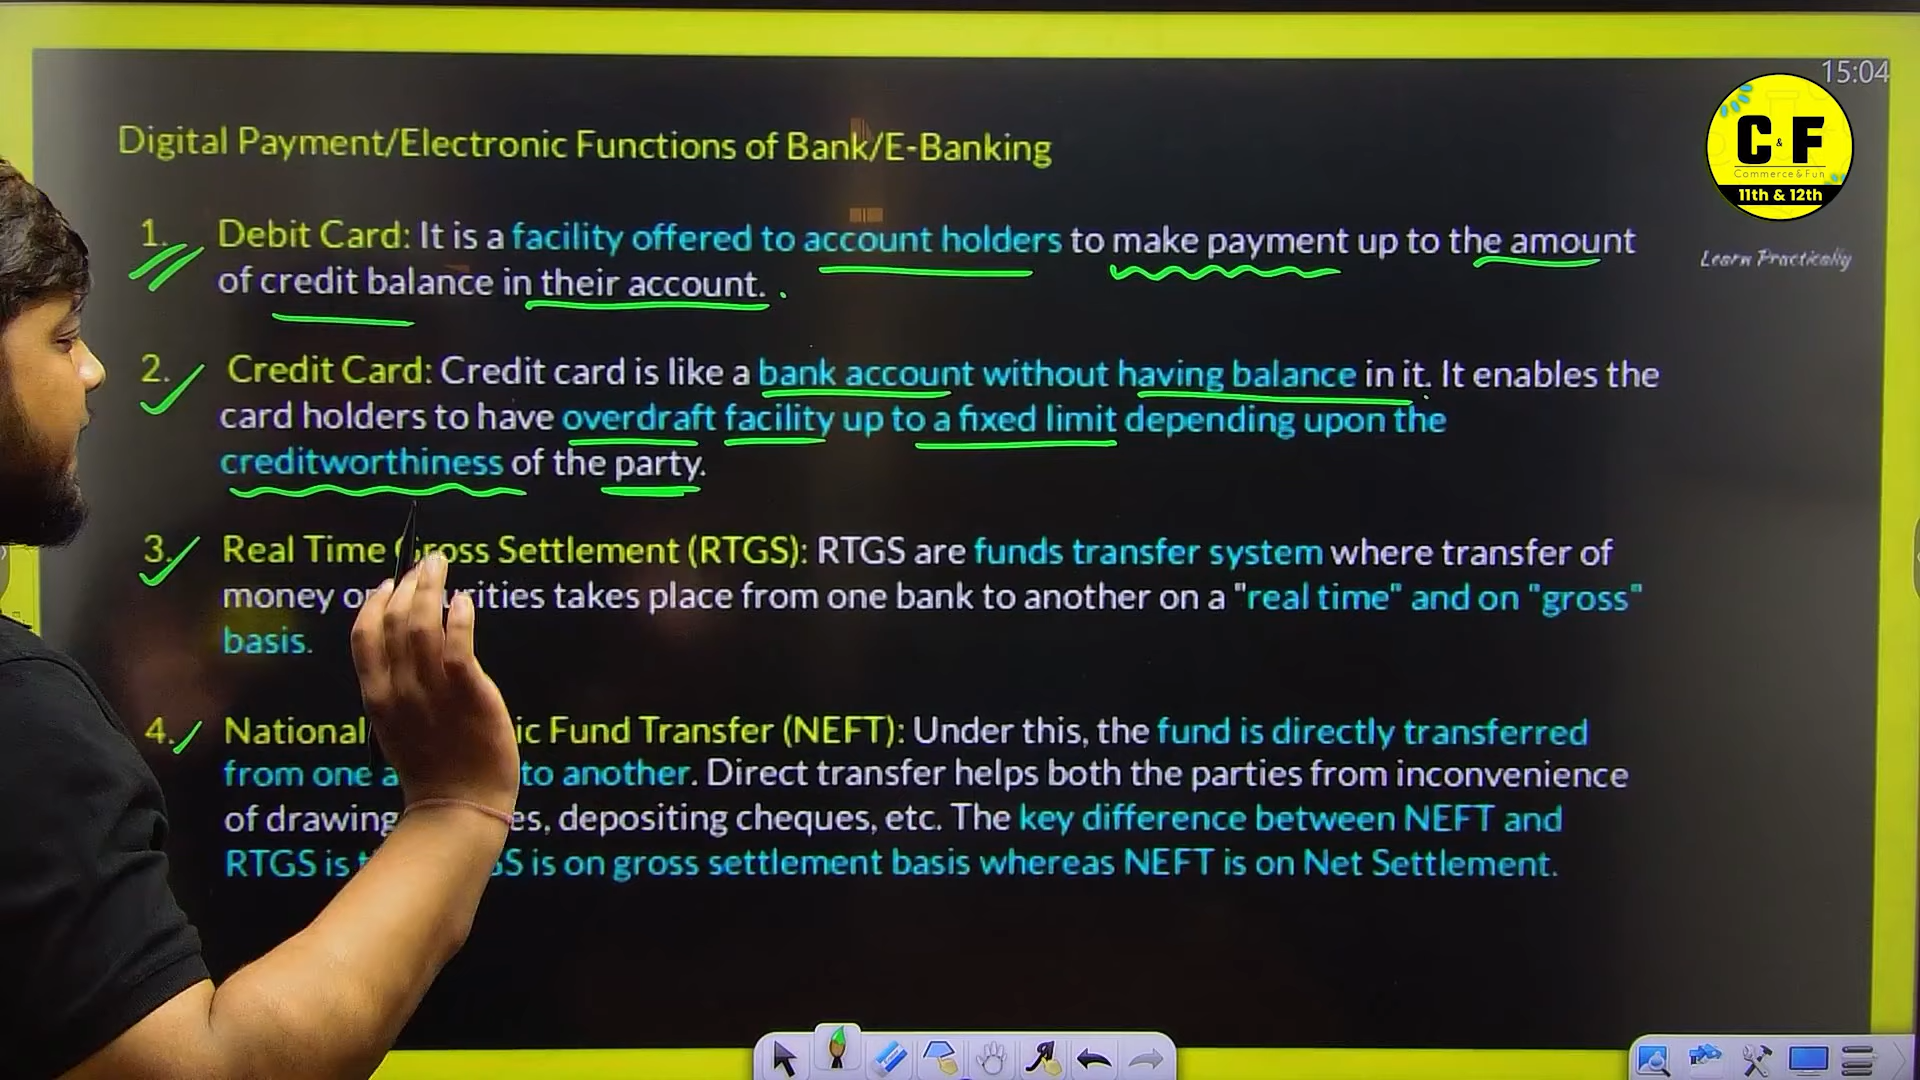 15:04
C & F
Commerce & Fun
11th & 12th
Learn Practically
Digital Payment/Electronic Functions of Bank/E-Banking
1. Debit Card: It is a facility offered to account holders to make payment up to the amount
of credit balance in their account.
2. Credit Card: Credit card is like a bank account without having balance in it. It enables the
card holders to have overdraft facility up to a fixed limit depending upon the
creditworthiness of the party.
3. Real Time Gross Settlement (RTGS): RTGS are funds transfer system where transfer of
money or takes place from one bank to another on a "real time" and on "gross"
basis.
4. National Fund Transfer (NEFT): Under this, the fund is directly transferred
from one to another. Direct transfer helps both the parties from inconvenience
of drawing depositing cheques, etc. The key difference between NEFT and
RTGS is is on gross settlement basis whereas NEFT is on Net Settlement.